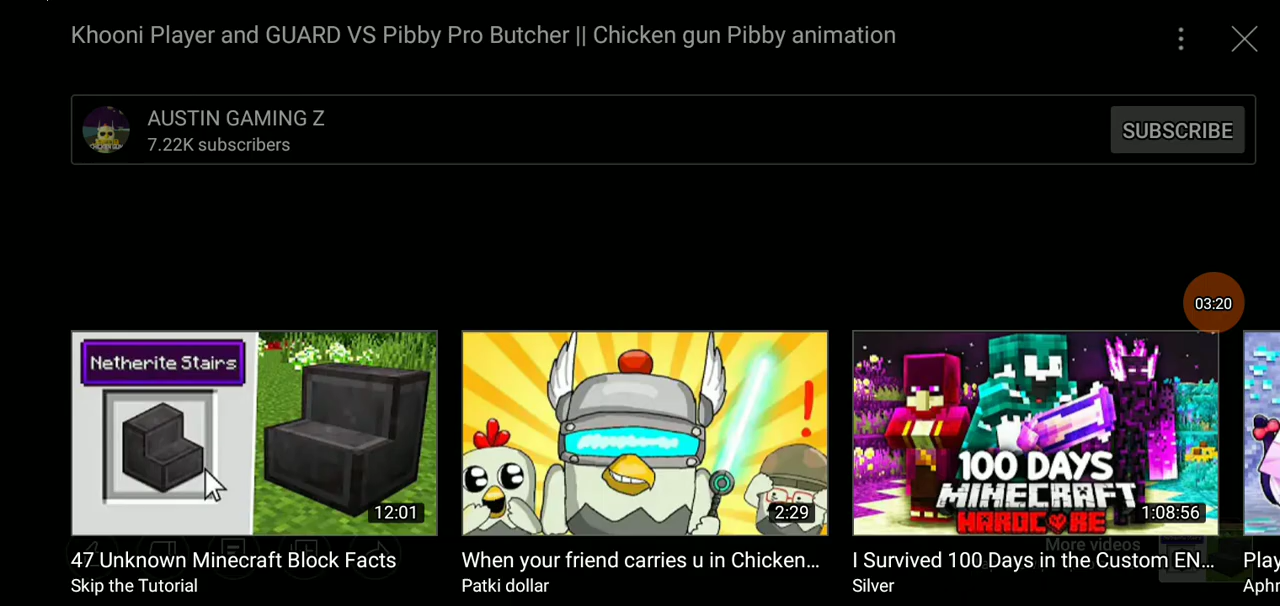 Khooni Player and GUARD VS Pibby Pro Butcher || Chicken gun Pibby animation
AUSTIN GAMING Z
7.22K subscribers
SUBSCRIBE
03:20
Netherite Stairs
12:01
2:29
100 DAYS
MINECRAFT
HARDCORE
1:08:56
More videos
47 Unknown Minecraft Block Facts
Skip the Tutorial
When your friend carries u in Chicken...
Patki dollar
I Survived 100 Days in the Custom EN...
Silver
Play
Aphr